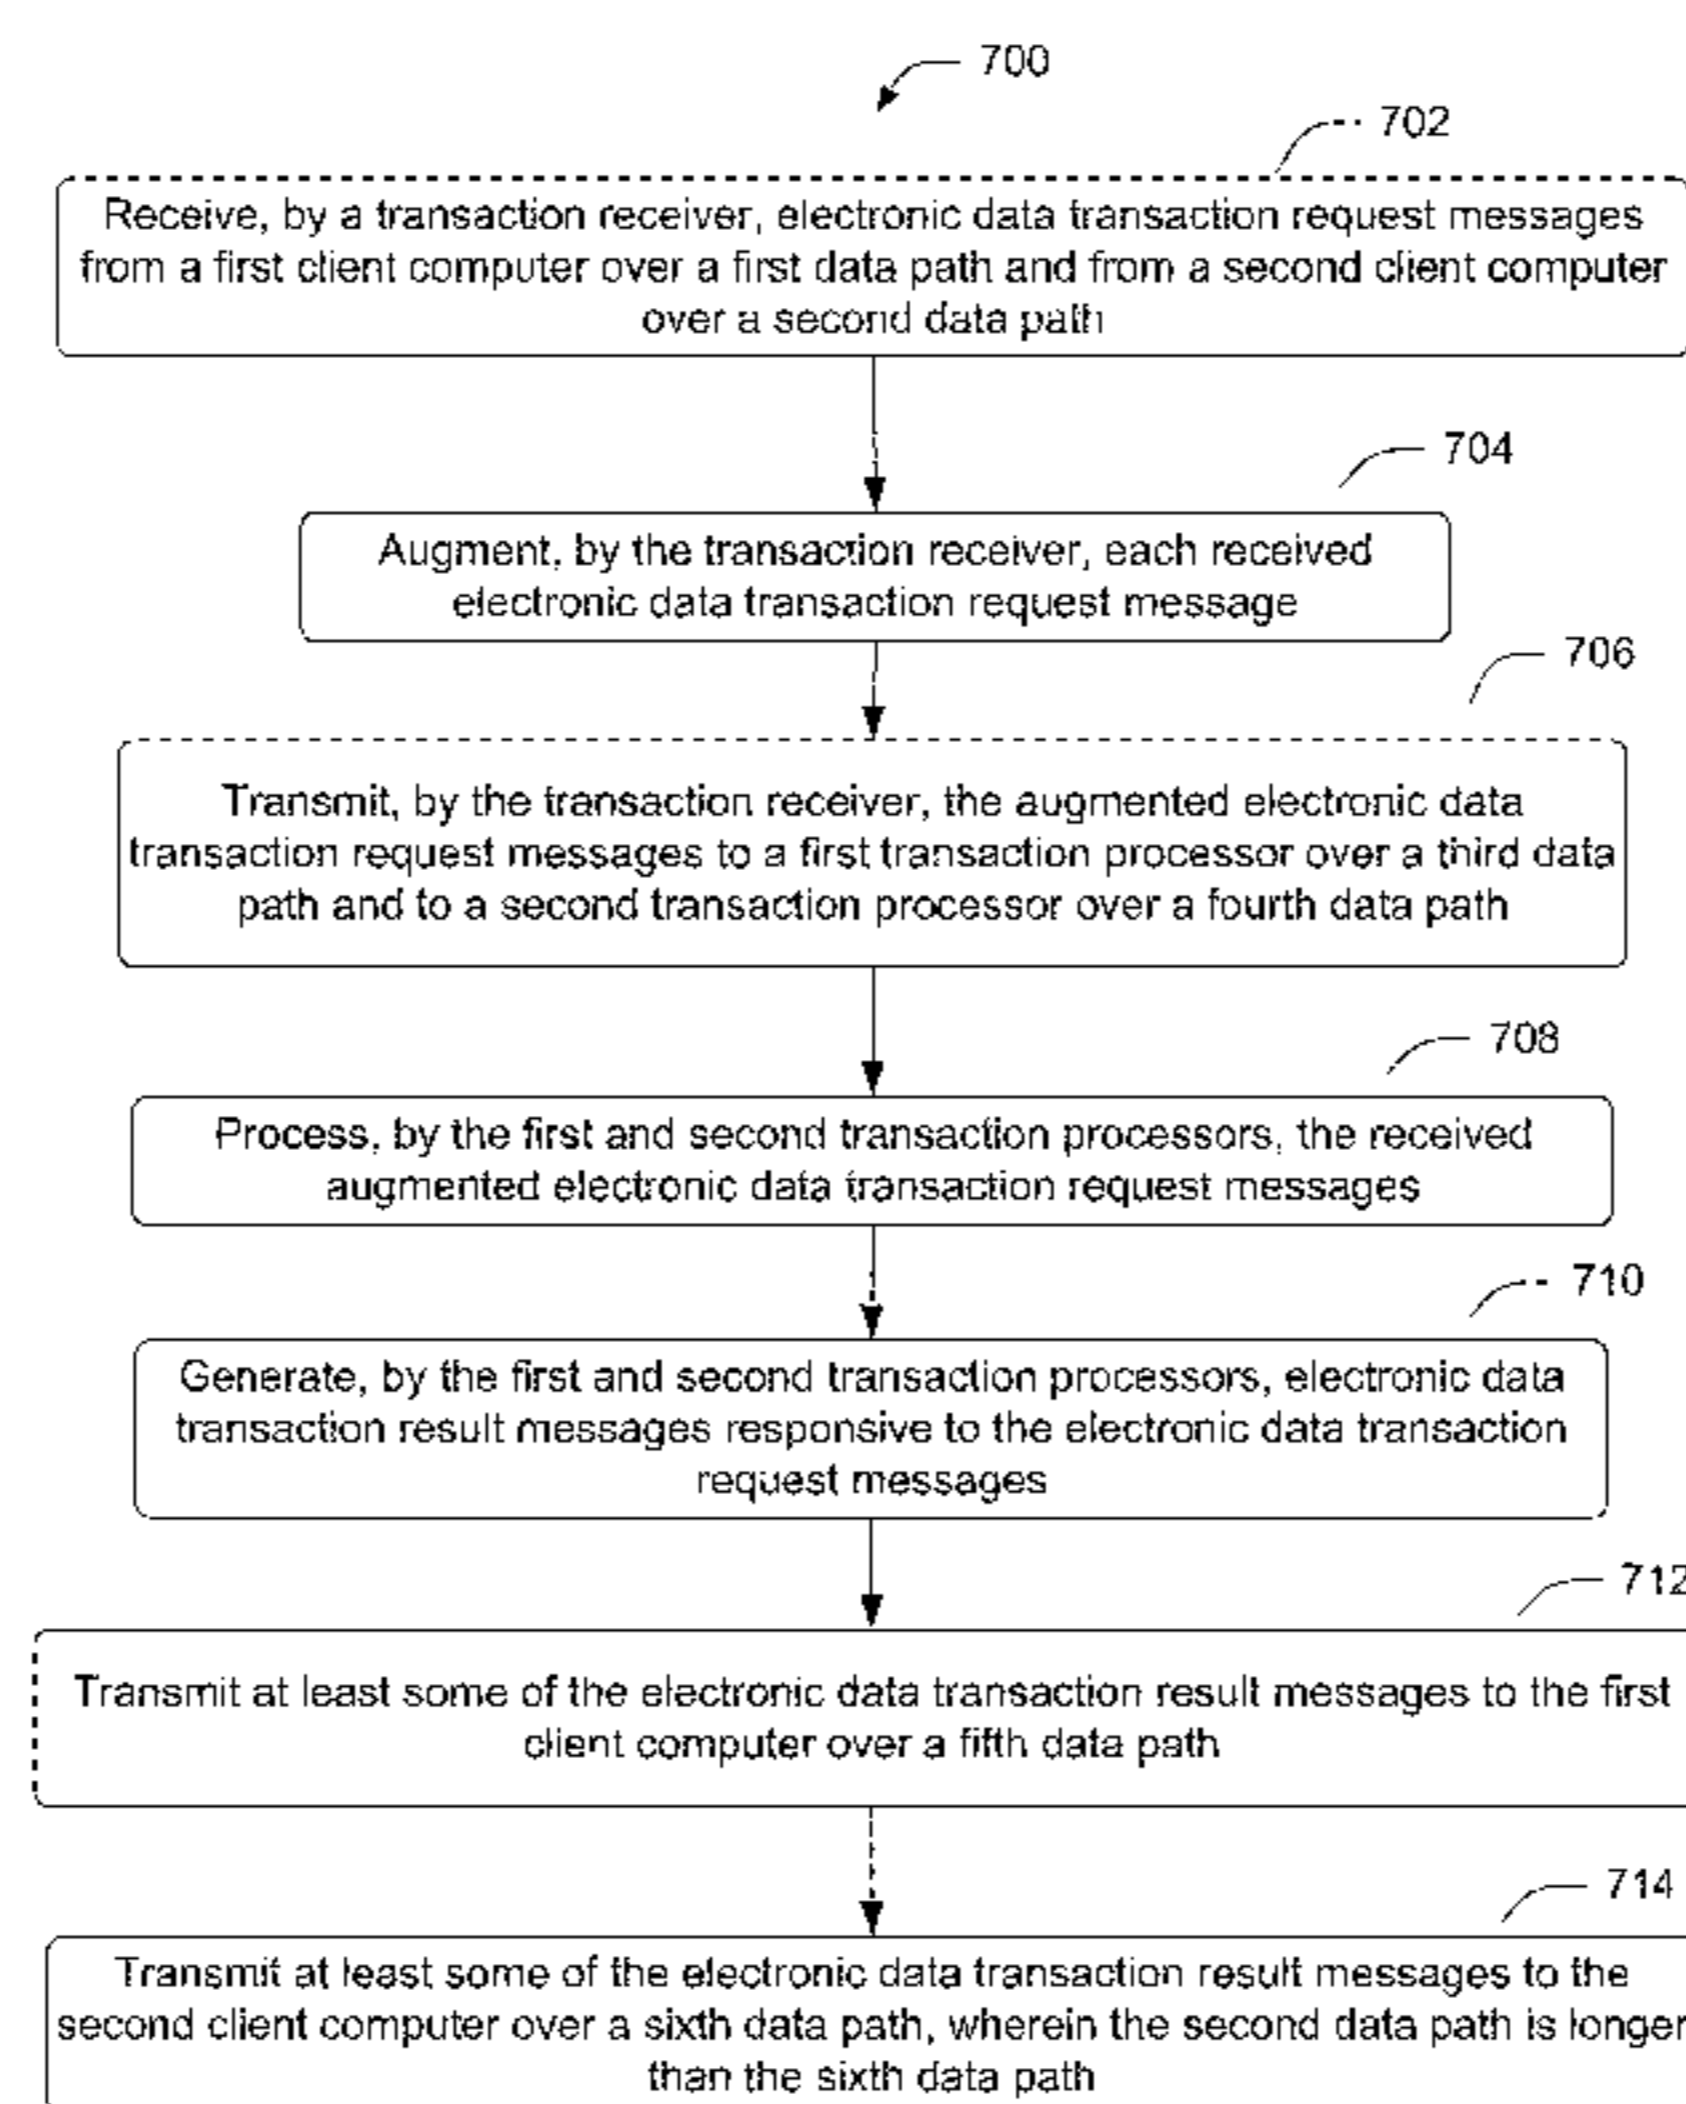 700
702
Receive, by a transaction receiver, electronic data transaction request messages
from a first client computer over a first data path and from a second client computer
over a second data path
704
Augment, by the transaction receiver, each received
electronic data transaction request message
706
Transmit, by the transaction receiver, the augmented electronic data
transaction request messages to a first transaction processor over a third data
path and to a second transaction processor over a fourth data path
708
Process, by the first and second transaction processors, the received
augmented electronic data transaction request messages
710
Generate, by the first and second transaction processors, electronic data
transaction result messages responsive to the electronic data transaction
request messages
712
Transmit at least some of the electronic data transaction result messages to the first
client computer over a fifth data path
714
Transmit at least some of the electronic data transaction result messages to the
second client computer over a sixth data path, wherein the second data path is longer
than the sixth data path